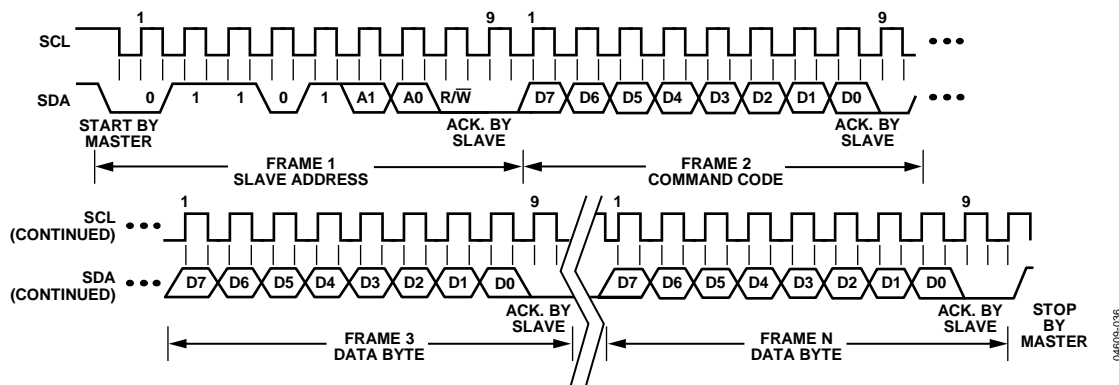 1 9 1 9
SCL
SDA 0 1 1 0 1 A1 A0 R/W̅ D7 D6 D5 D4 D3 D2 D1 D0
START BY
MASTER
ACK. BY
SLAVE
ACK. BY
SLAVE
FRAME 1
SLAVE ADDRESS
FRAME 2
COMMAND CODE
1 9 1 9
SCL
(CONTINUED)
SDA
(CONTINUED)
D7 D6 D5 D4 D3 D2 D1 D0 D7 D6 D5 D4 D3 D2 D1 D0
ACK. BY
SLAVE
ACK. BY
SLAVE
STOP
BY
MASTER
FRAME 3
DATA BYTE
FRAME N
DATA BYTE
04609-036